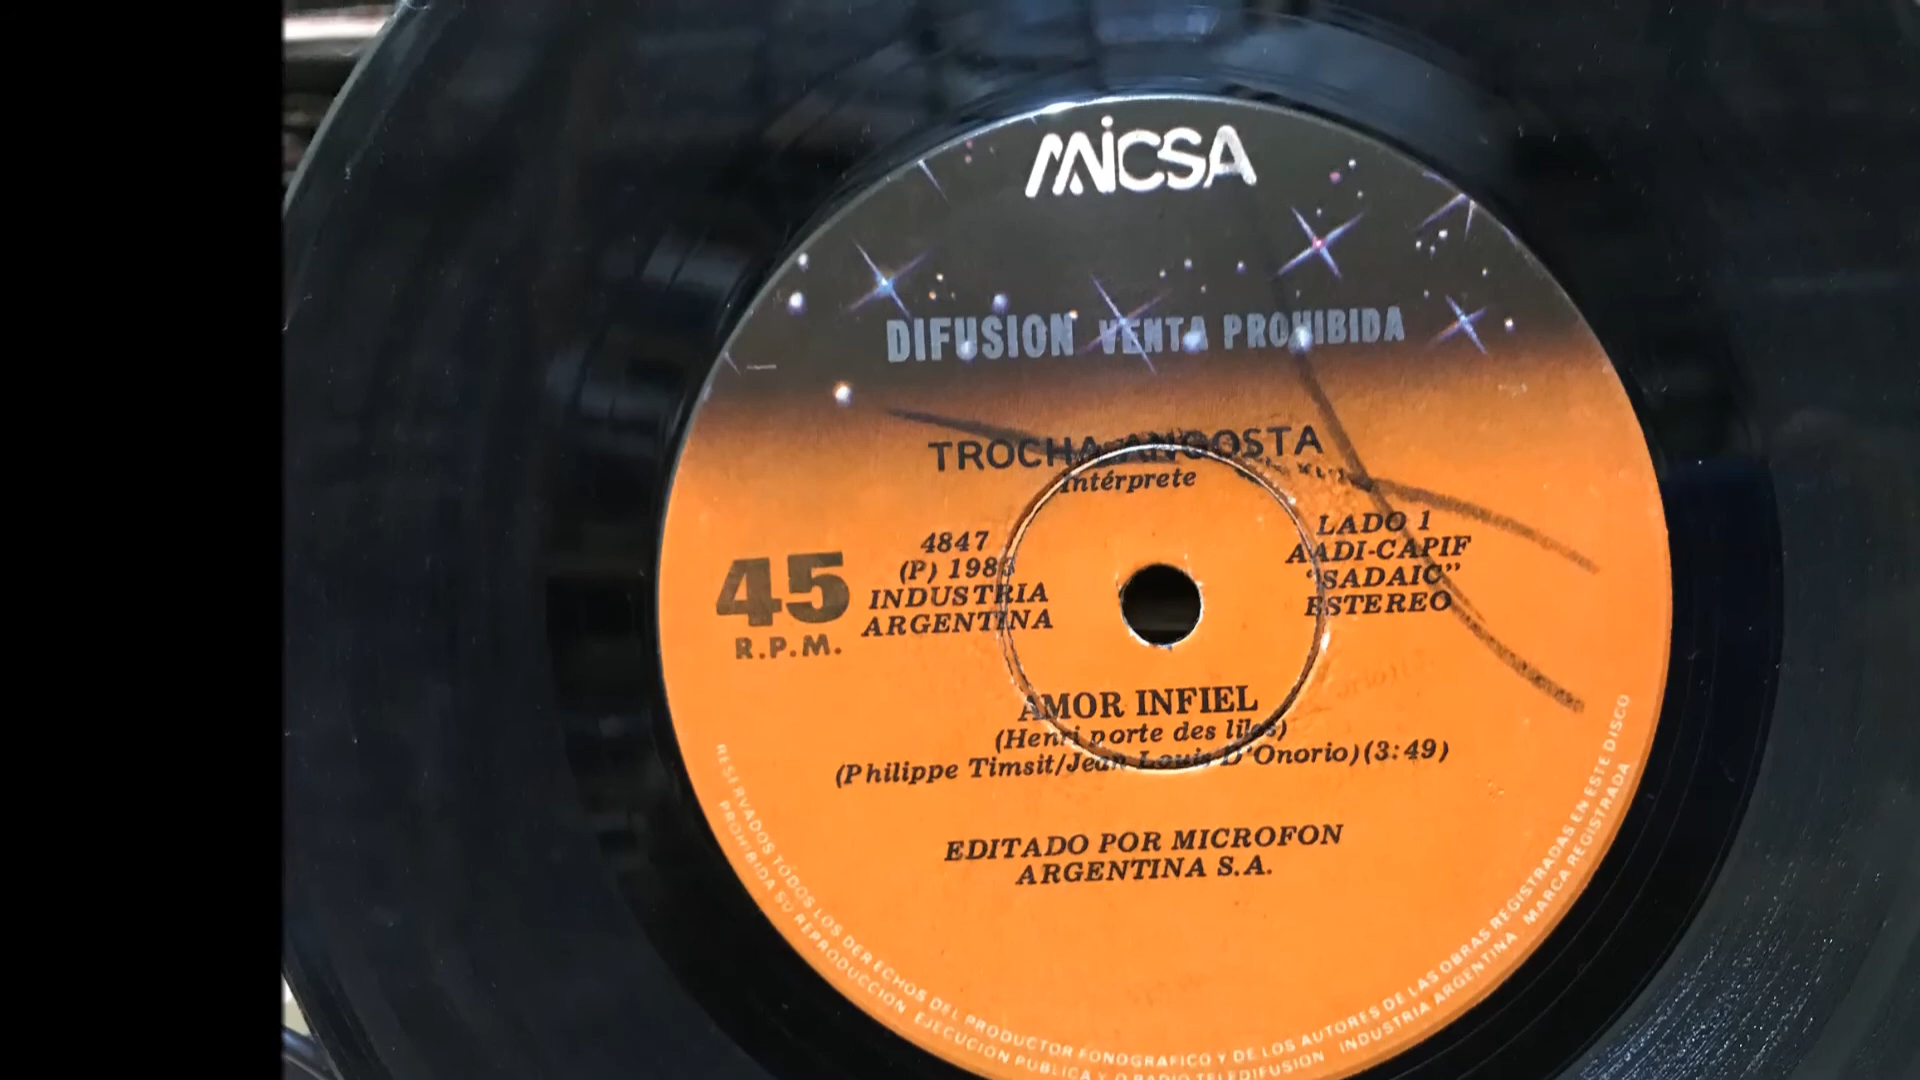 MICSA
DIFUSION VENTA PROHIBIDA
TROCHA ANGOSTA
Intérprete
4847
(P) 1983
INDUSTRIA
ARGENTINA
45
R.P.M.
LADO 1
AADI-CAPIF
"SADAIC"
ESTEREO
AMOR INFIEL
(Henri porte des lilas)
(Philippe Timsit/Jean Louis D'Onorio)(3:49)
EDITADO POR MICROFON
ARGENTINA S.A.
RESERVADOS TODOS LOS DERECHOS DEL PRODUCTOR FONOGRAFICO Y DE LOS AUTORES DE LAS OBRAS REGISTRADAS EN ESTE DISCO
PROHIBIDA SU REPRODUCCION EJECUCIÓN PUBLICA Y O RADIO TELEDIFUSION INDUSTRIA ARGENTINA MARCA REGISTRADA